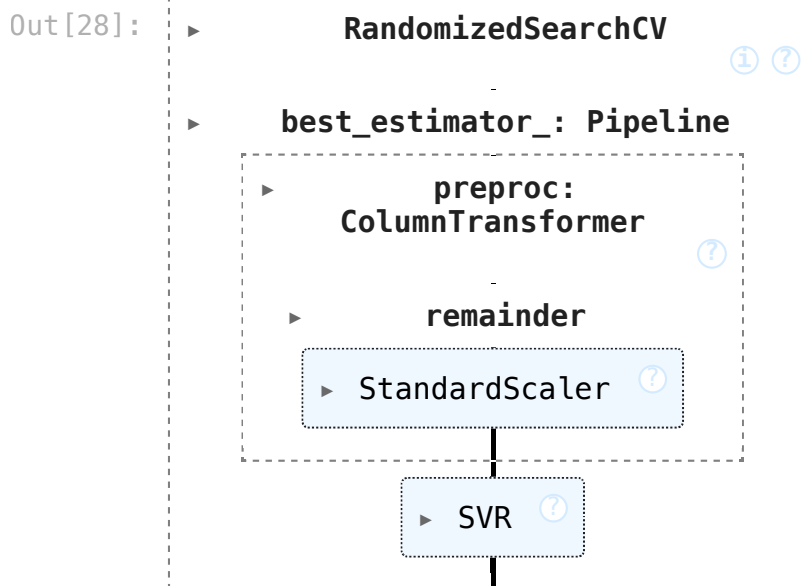 Out[28]:
▸ RandomizedSearchCV
i ?
▸ best_estimator_: Pipeline
▸ preproc:
ColumnTransformer
?
▸ remainder
▸ StandardScaler ?
▸ SVR ?